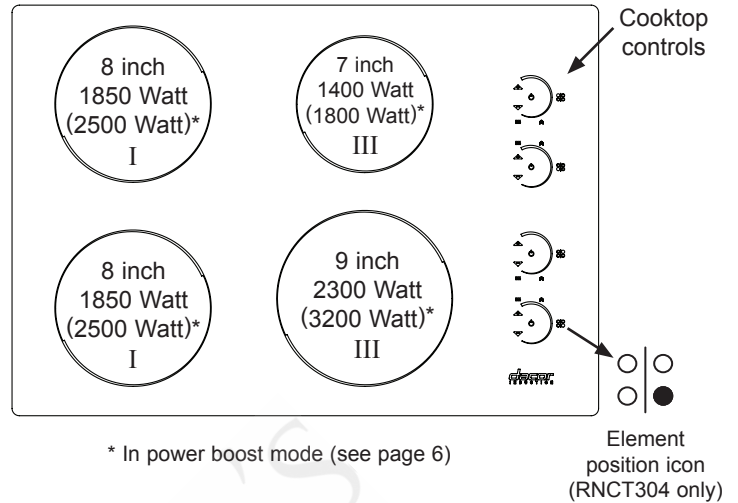 Cooktop
controls
8 inch
1850 Watt
(2500 Watt)*
I
7 inch
1400 Watt
(1800 Watt)*
III
8 inch
1850 Watt
(2500 Watt)*
I
9 inch
2300 Watt
(3200 Watt)*
III
dacor
* In power boost mode (see page 6)
Element
position icon
(RNCT304 only)